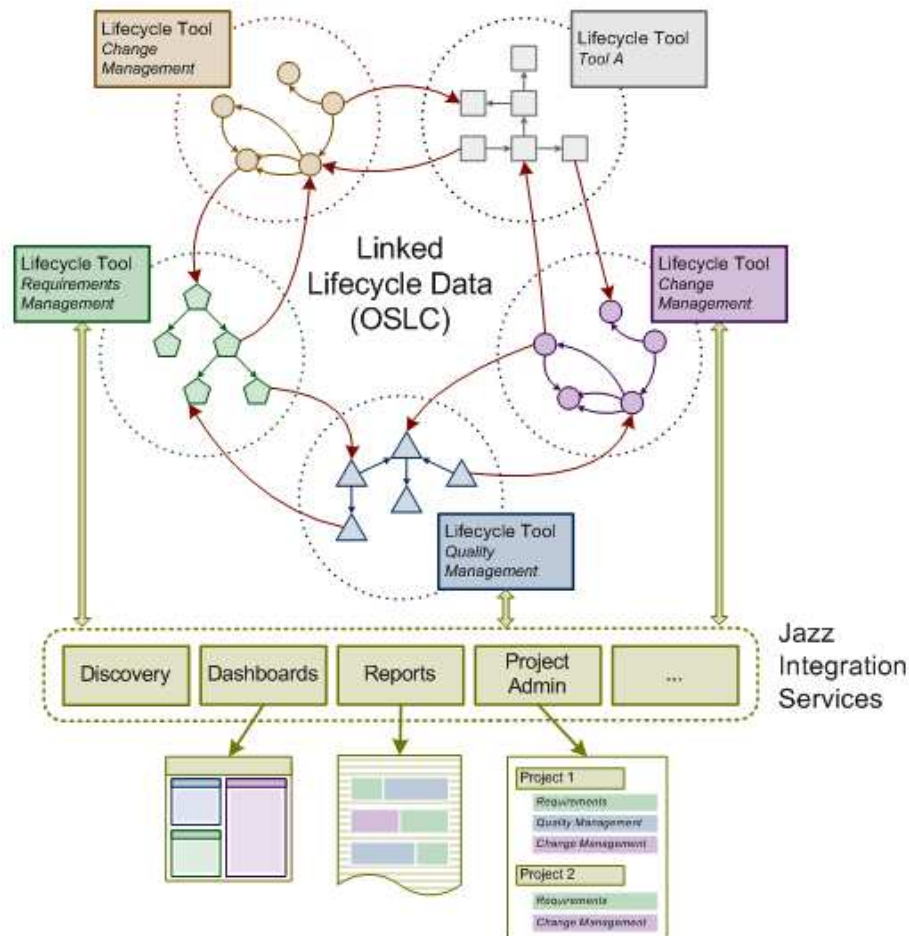 Lifecycle Tool
Change
Management
Lifecycle Tool
Tool A
Linked
Lifecycle Data
(OSLC)
Lifecycle Tool
Requirements
Management
Lifecycle Tool
Change
Management
Lifecycle Tool
Quality
Management
Jazz
Integration
Services
Discovery
Dashboards
Reports
Project
Admin
...
Project 1
Requirements
Quality Management
Change Management
Project 2
Requirements
Change Management